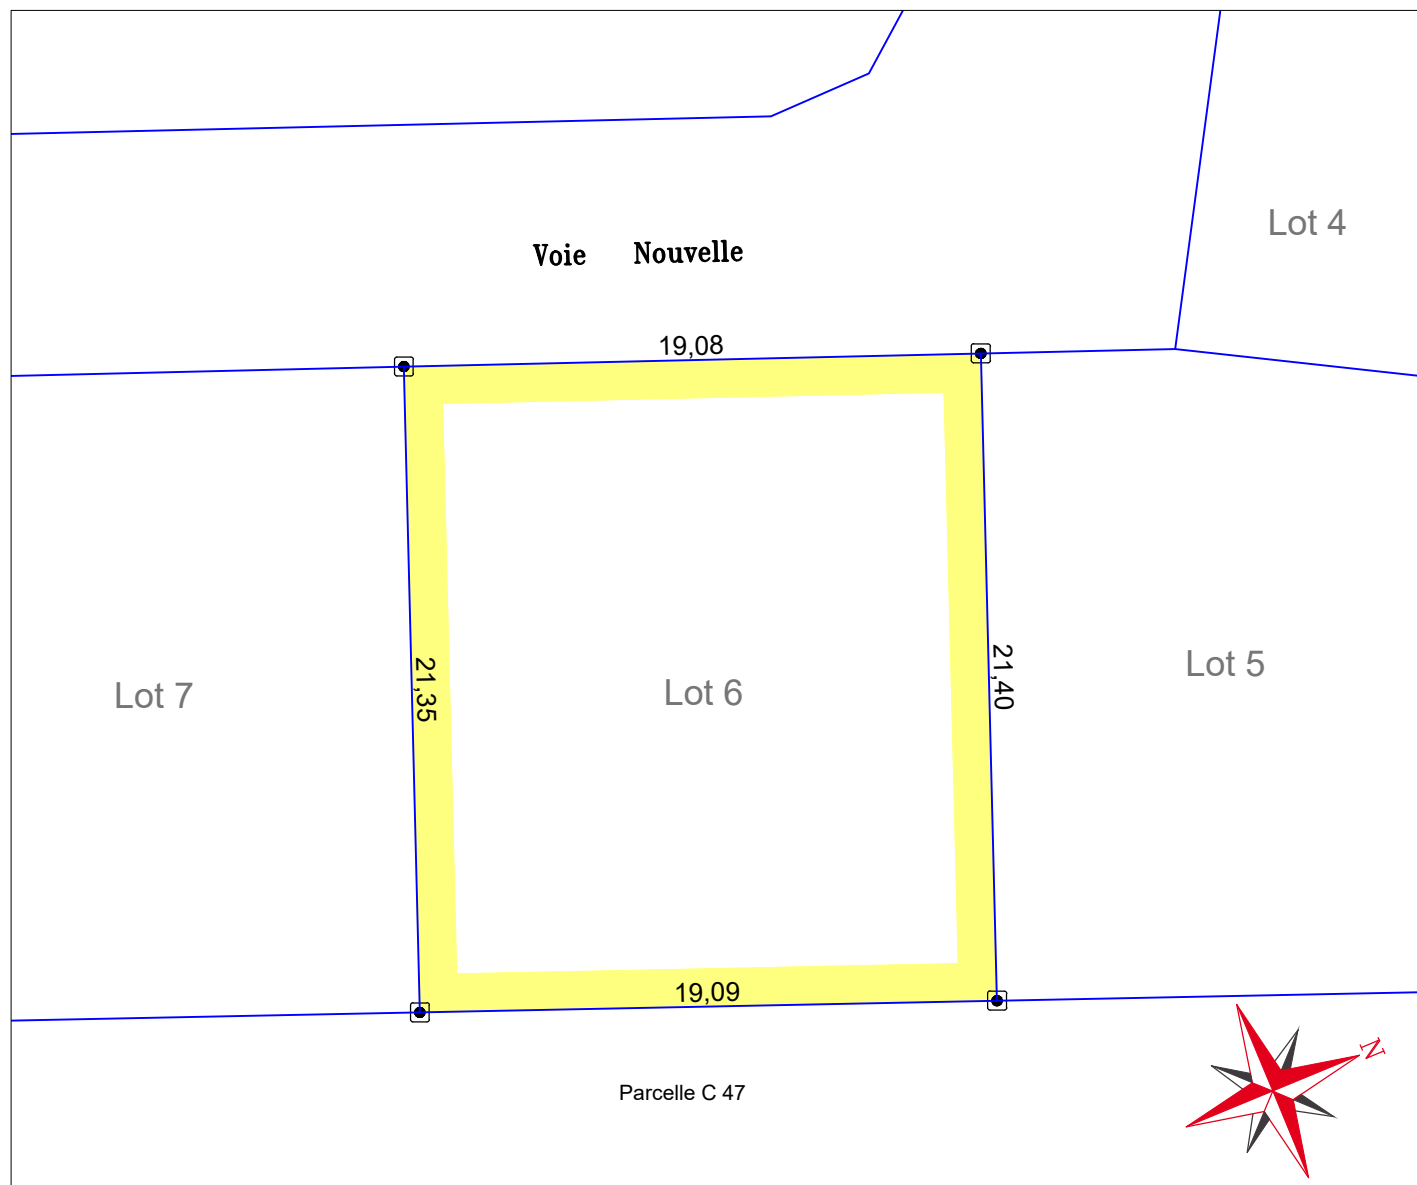 Lot 4
Voie Nouvelle
19,08
21,35
21,40
Lot 7
Lot 6
Lot 5
19,09
N
Parcelle C 47